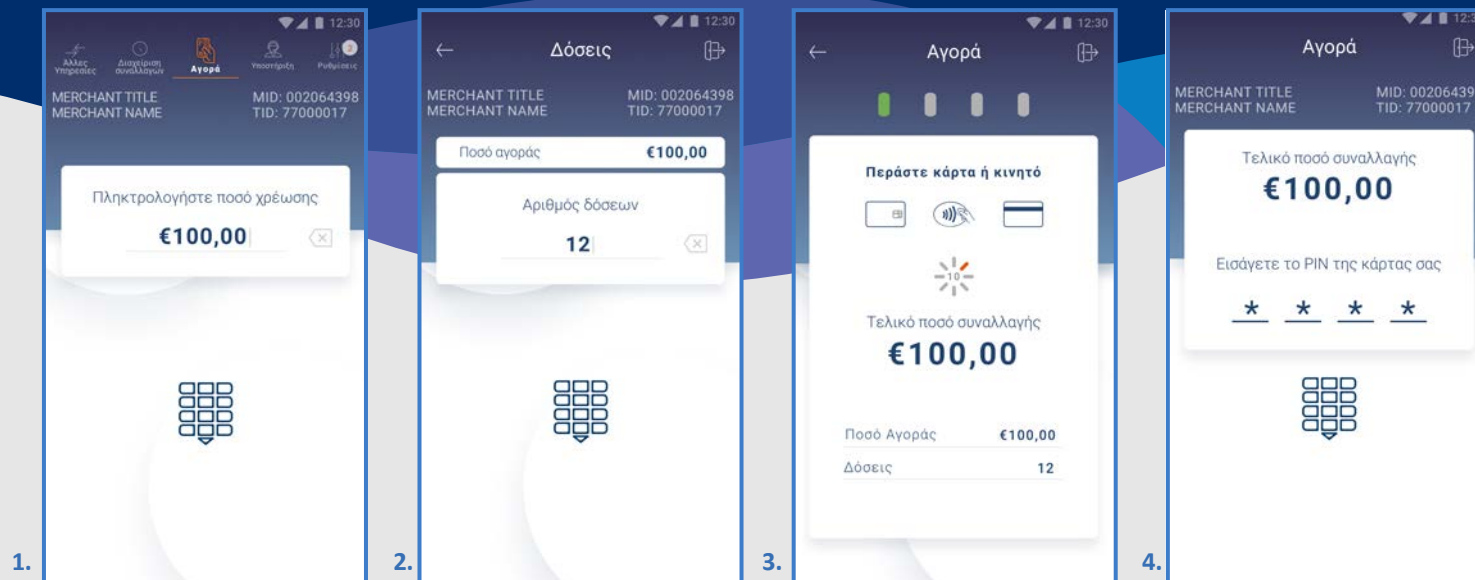 12:30
Άλλες Υπηρεσίες
Διαχείριση συναλλαγών
Αγορά
Υποστήριξη
Ρυθμίσεις
2
MERCHANT TITLE
MID: 002064398
MERCHANT NAME
TID: 77000017
Πληκτρολογήστε ποσό χρέωσης
€100,00
1.
12:30
Δόσεις
MERCHANT TITLE
MID: 002064398
MERCHANT NAME
TID: 77000017
Ποσό αγοράς €100,00
Αριθμός δόσεων
12
2.
12:30
Αγορά
Περάστε κάρτα ή κινητό
10
Τελικό ποσό συναλλαγής
€100,00
Ποσό Αγοράς €100,00
Δόσεις 12
3.
Αγορά
MERCHANT TITLE
MID: 00206439
MERCHANT NAME
TID: 77000017
Τελικό ποσό συναλλαγής
€100,00
Εισάγετε το PIN της κάρτας σας
* * * *
4.